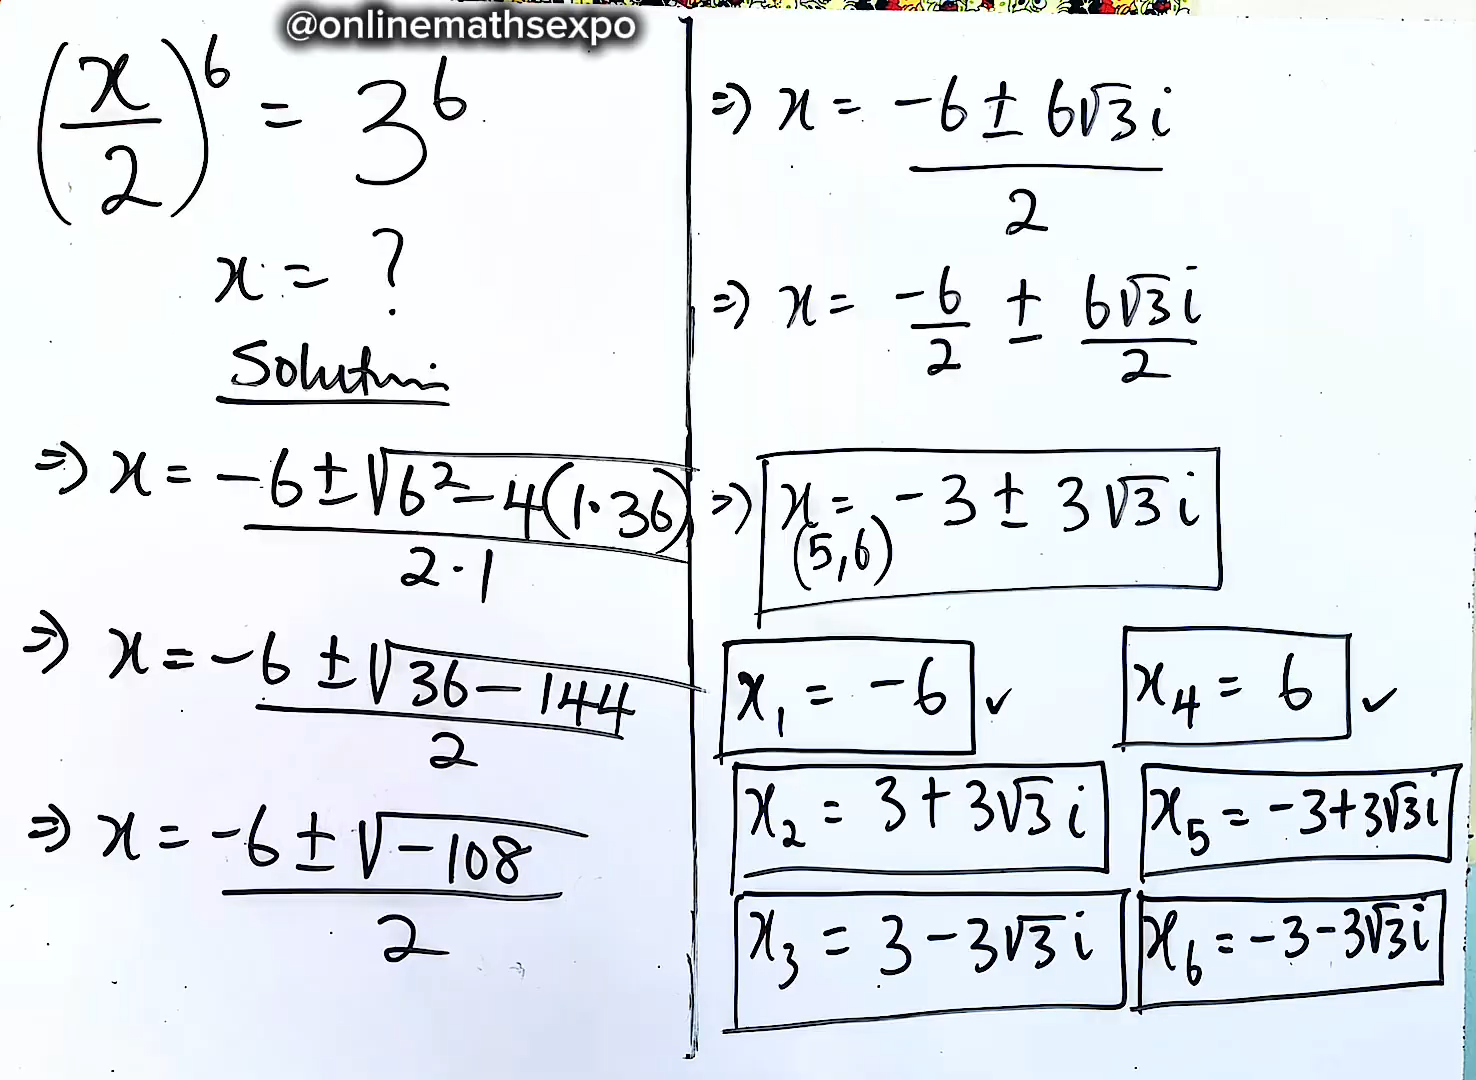 @onlinemathsexpo
(x/2)^6 = 3^6
x = ?
Solution
⇒ x = -6 ± √(6² - 4(1·36)) / 2·1
⇒ x = -6 ± √(36 - 144) / 2
⇒ x = -6 ± √(-108) / 2
⇒ x = -6 ± 6√3 i / 2
⇒ x = -6/2 ± 6√3 i / 2
⇒ x = -3 ± 3√3 i
(5,6)
x₁ = -6 ✓ x₄ = 6 ✓
x₂ = 3 + 3√3 i x₅ = -3+3√3 i
x₃ = 3 - 3√3 i x₆ = -3-3√3 i